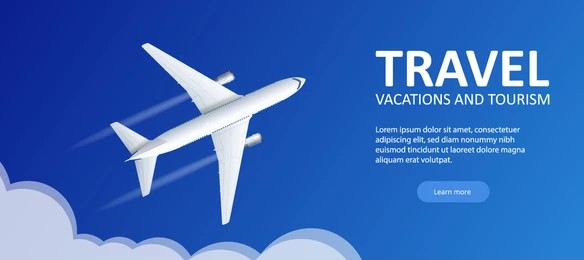 TRAVEL
VACATIONS AND TOURISM
Lorem ipsum dolor sit amet, consectetuer
adipiscing elit, sed diam nonummy nibh
euismod tincidunt ut laoreet dolore magna
aliquam erat volutpat.
Learn more